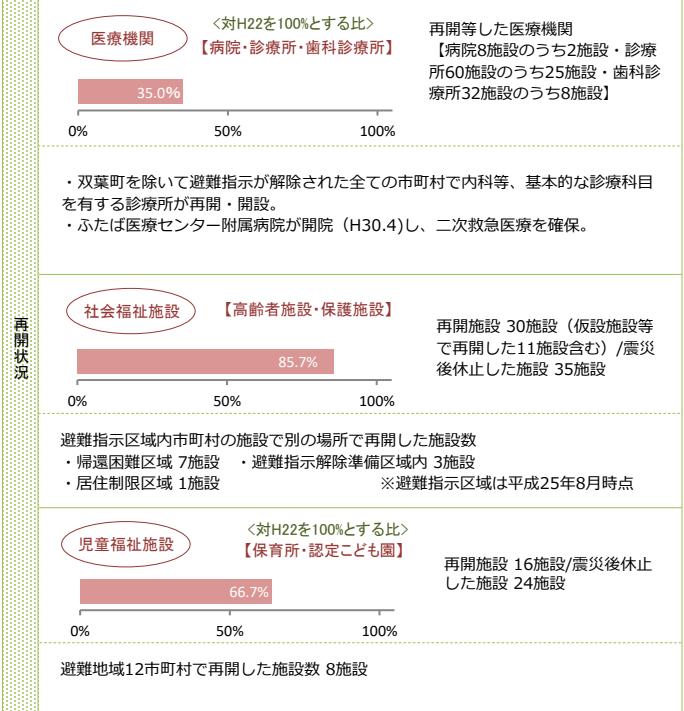 再開状況
医療機関
<対H22を100%とする比>
【病院・診療所・歯科診療所】
35.0%
0% 50% 100%
再開等した医療機関
【病院8施設のうち2施設・診療
所60施設のうち25施設・歯科診
療所32施設のうち8施設】
・双葉町を除いて避難指示が解除された全ての市町村で内科等、基本的な診療科目
を有する診療所が再開・開設。
・ふたば医療センター附属病院が開院（H30.4)し、二次救急医療を確保。
社会福祉施設
【高齢者施設・保護施設】
85.7%
0% 50% 100%
再開施設 30施設（仮設施設等
で再開した11施設含む）/震災
後休止した施設 35施設
避難指示区域内市町村の施設で別の場所で再開した施設数
・帰還困難区域 7施設 ・避難指示解除準備区域内 3施設
・居住制限区域 1施設 ※避難指示区域は平成25年8月時点
児童福祉施設
<対H22を100%とする比>
【保育所・認定こども園】
66.7%
0% 50% 100%
再開施設 16施設/震災後休止
した施設 24施設
避難地域12市町村で再開した施設数 8施設